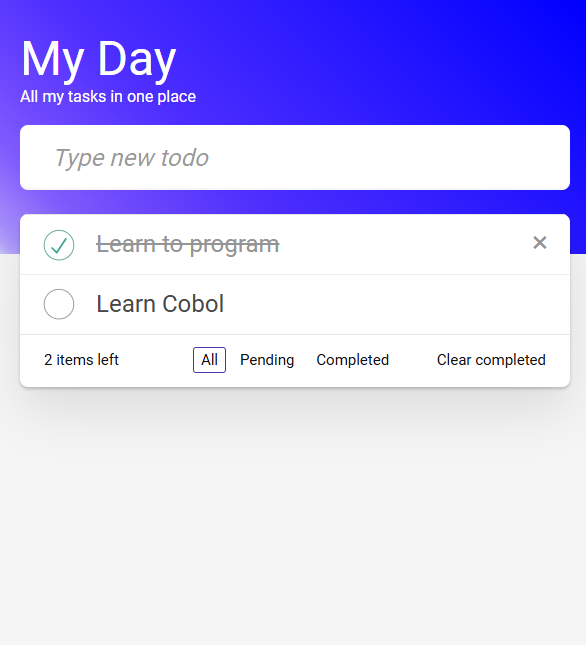 My Day
All my tasks in one place
Type new todo
Learn to program
Learn Cobol
2 items left All Pending Completed Clear completed